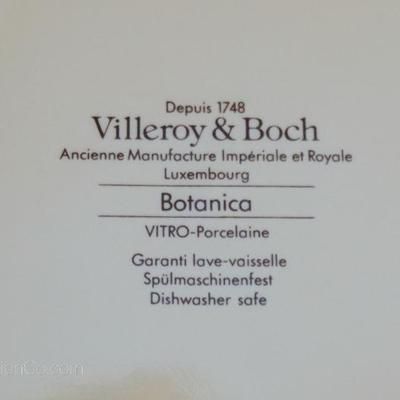 Depuis 1748
Villeroy & Boch
Ancienne Manufacture Impériale et Royale
Luxembourg
Botanica
VITRO-Porcelaine
Garanti lave-vaisselle
Spülmaschinenfest
Dishwasher safe